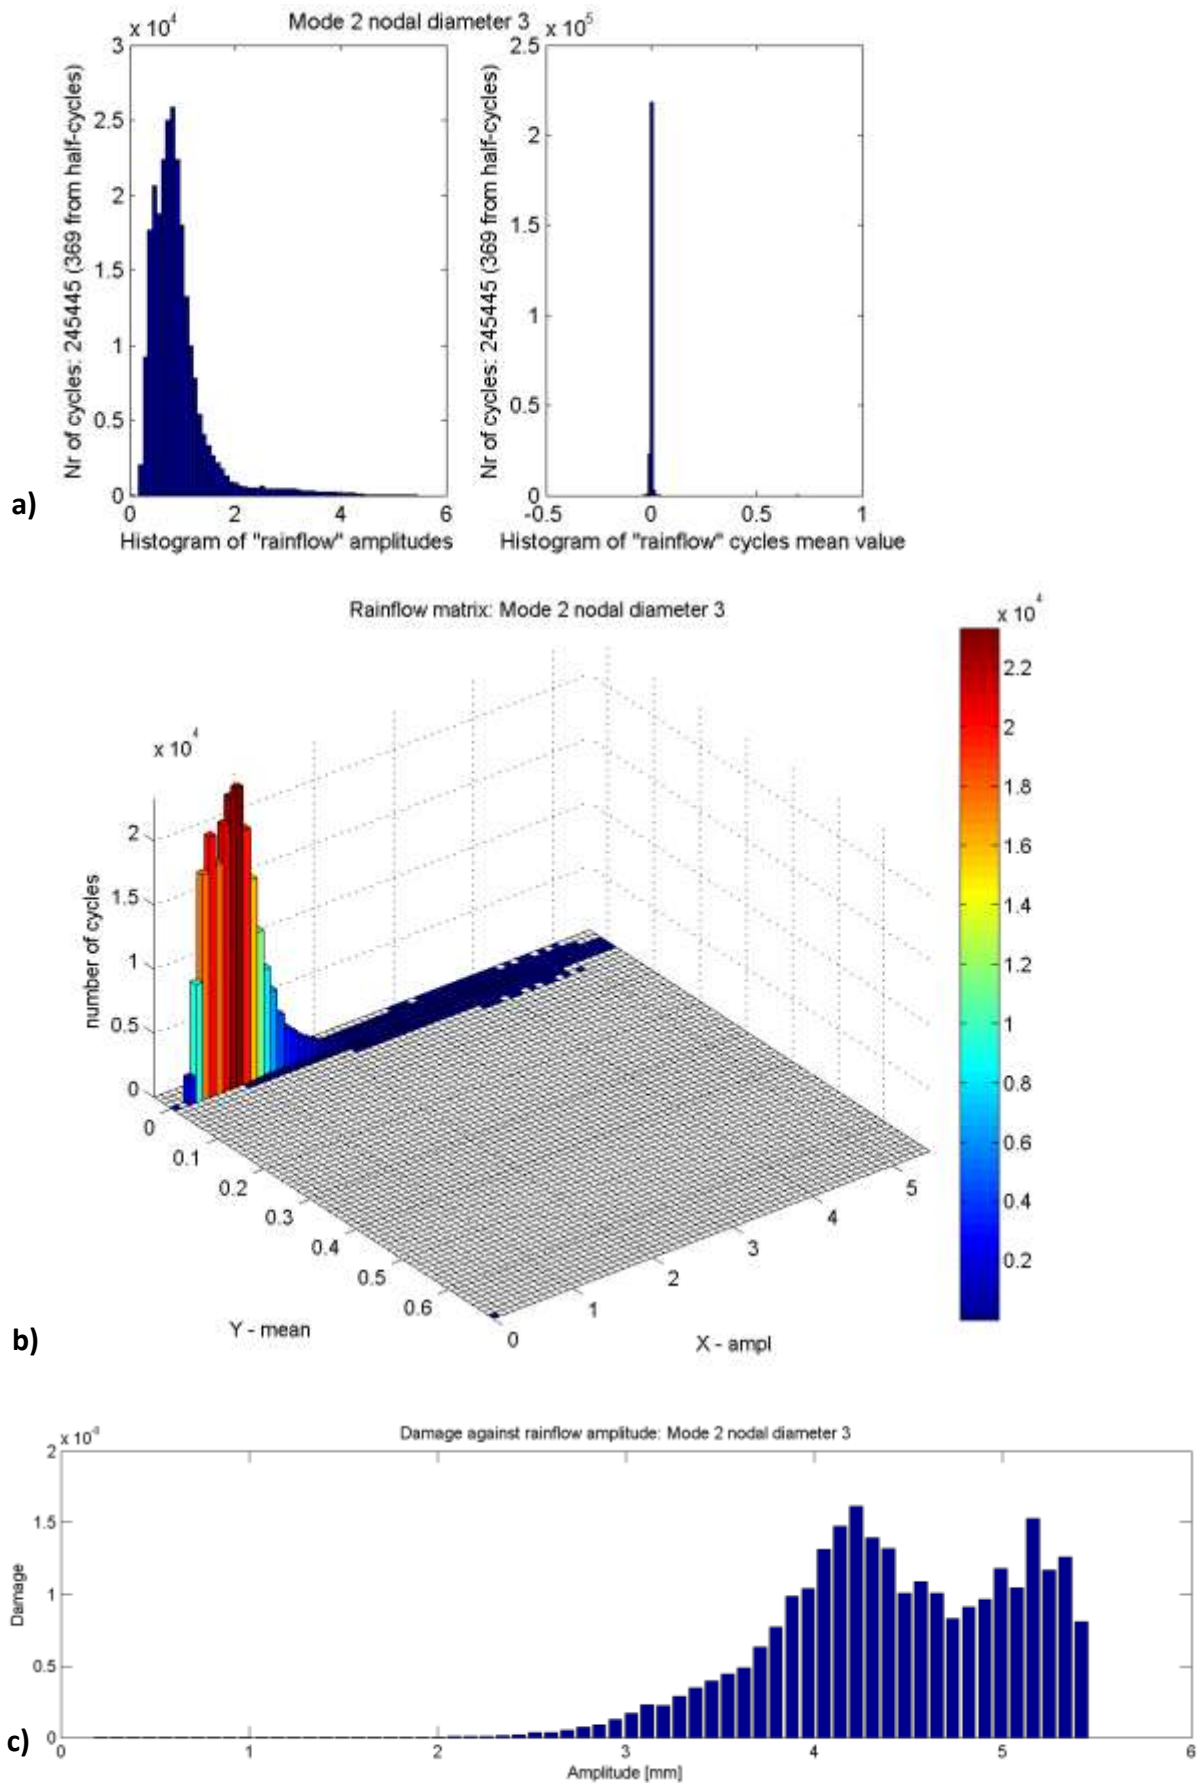 Mode 2 nodal diameter 3
x 10^4
3
2.5
2
1.5
1
0.5
0
Nr of cycles: 245445 (369 from half-cycles)
0 2 4 6
Histogram of "rainflow" amplitudes
x 10^5
2.5
2
1.5
1
0.5
0
Nr of cycles: 245445 (369 from half-cycles)
-0.5 0 0.5 1
Histogram of "rainflow" cycles mean value
a)
Rainflow matrix: Mode 2 nodal diameter 3
x 10^4
2
1.5
1
0.5
0
number of cycles
0
0.1
0.2
0.3
0.4
0.5
0.6
Y - mean
0
1
2
3
4
5
X - ampl
x 10^4
2.2
2
1.8
1.6
1.4
1.2
1
0.8
0.6
0.4
0.2
b)
Damage against rainflow amplitude: Mode 2 nodal diameter 3
2
1.5
1
0.5
0
Damage
0 1 2 3 4 5 6
Amplitude [mm]
c)